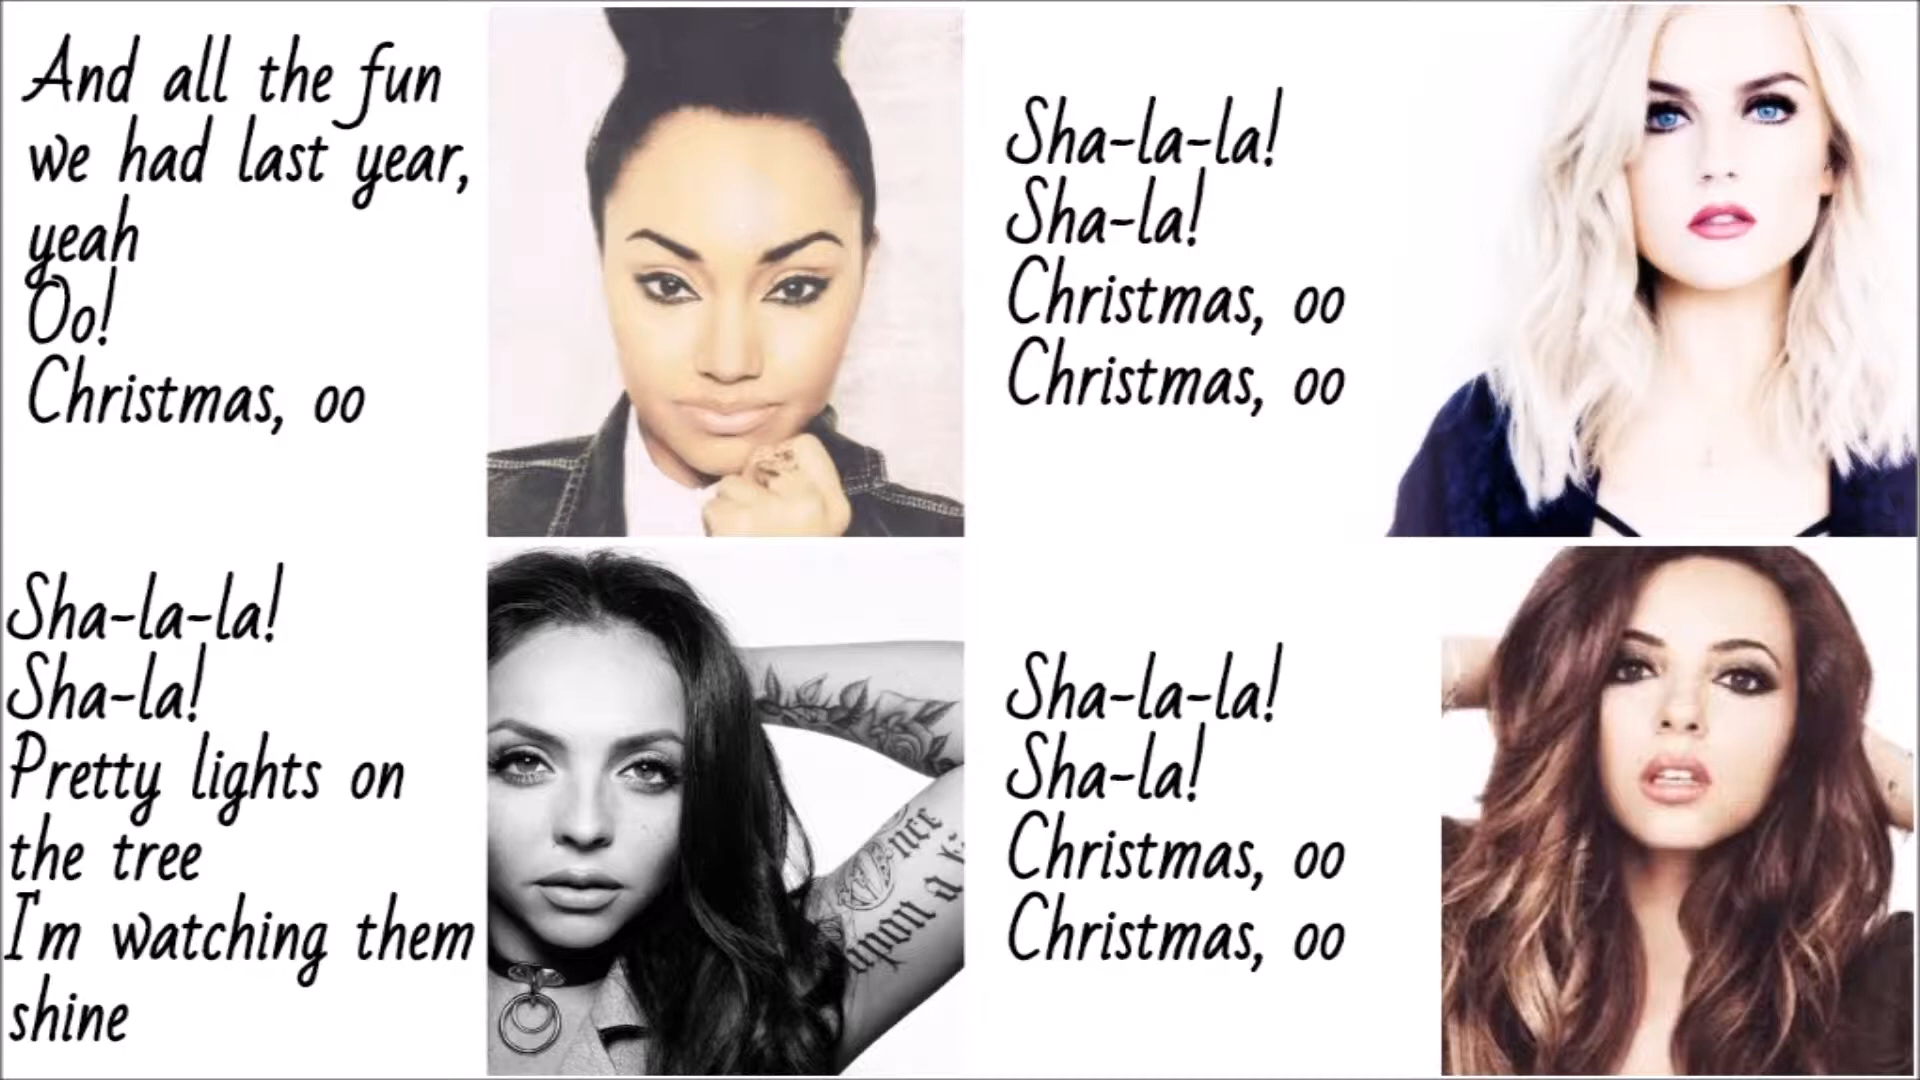 And all the fun
we had last year,
yeah
Oo!
Christmas, oo
Sha-la-la!
Sha-la!
Christmas, oo
Christmas, oo
Sha-la-la!
Sha-la!
Pretty lights on
the tree
I'm watching them
shine
once
upon a
Sha-la-la!
Sha-la!
Christmas, oo
Christmas, oo